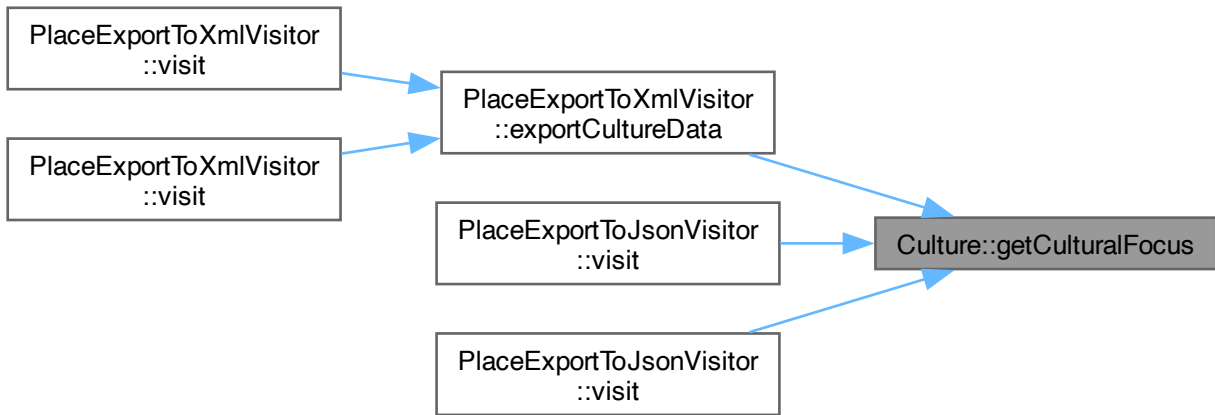 PlaceExportToXmlVisitor
::visit
PlaceExportToXmlVisitor
::visit
PlaceExportToXmlVisitor
::exportCultureData
PlaceExportToJsonVisitor
::visit
PlaceExportToJsonVisitor
::visit
Culture::getCulturalFocus